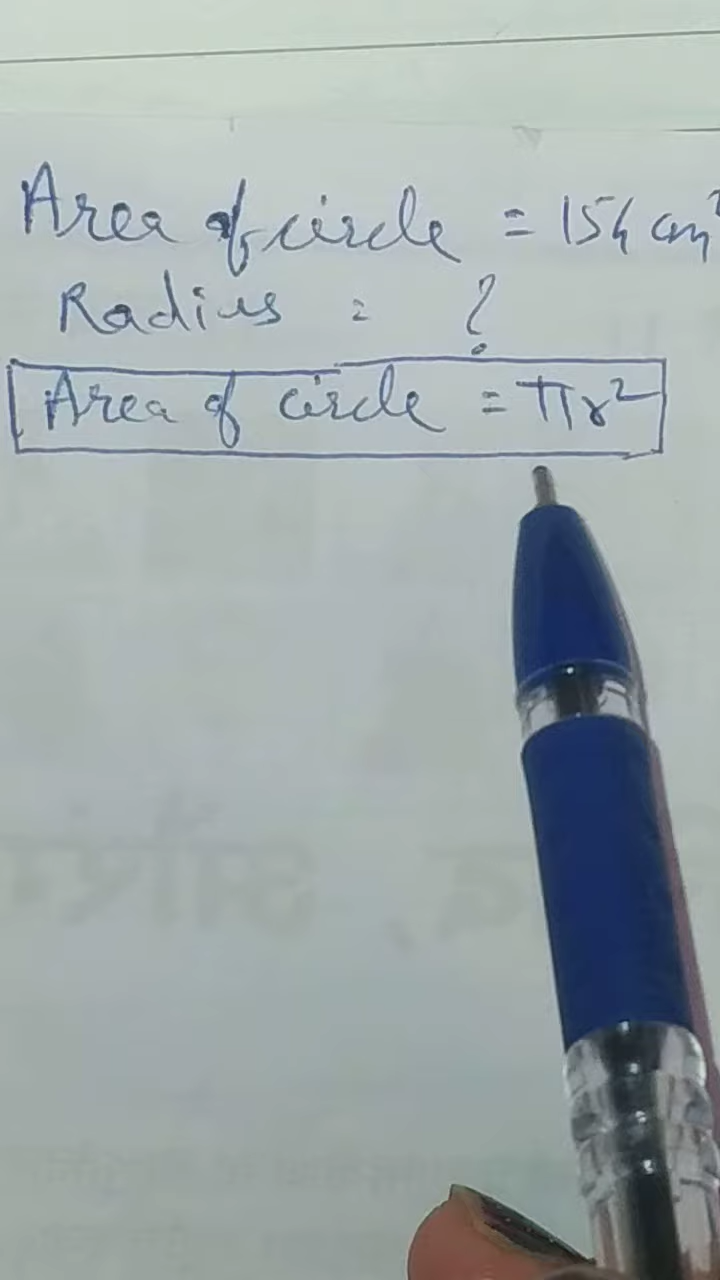 Area of circle = 154 cm²
Radius = ?
Area of circle = πr²